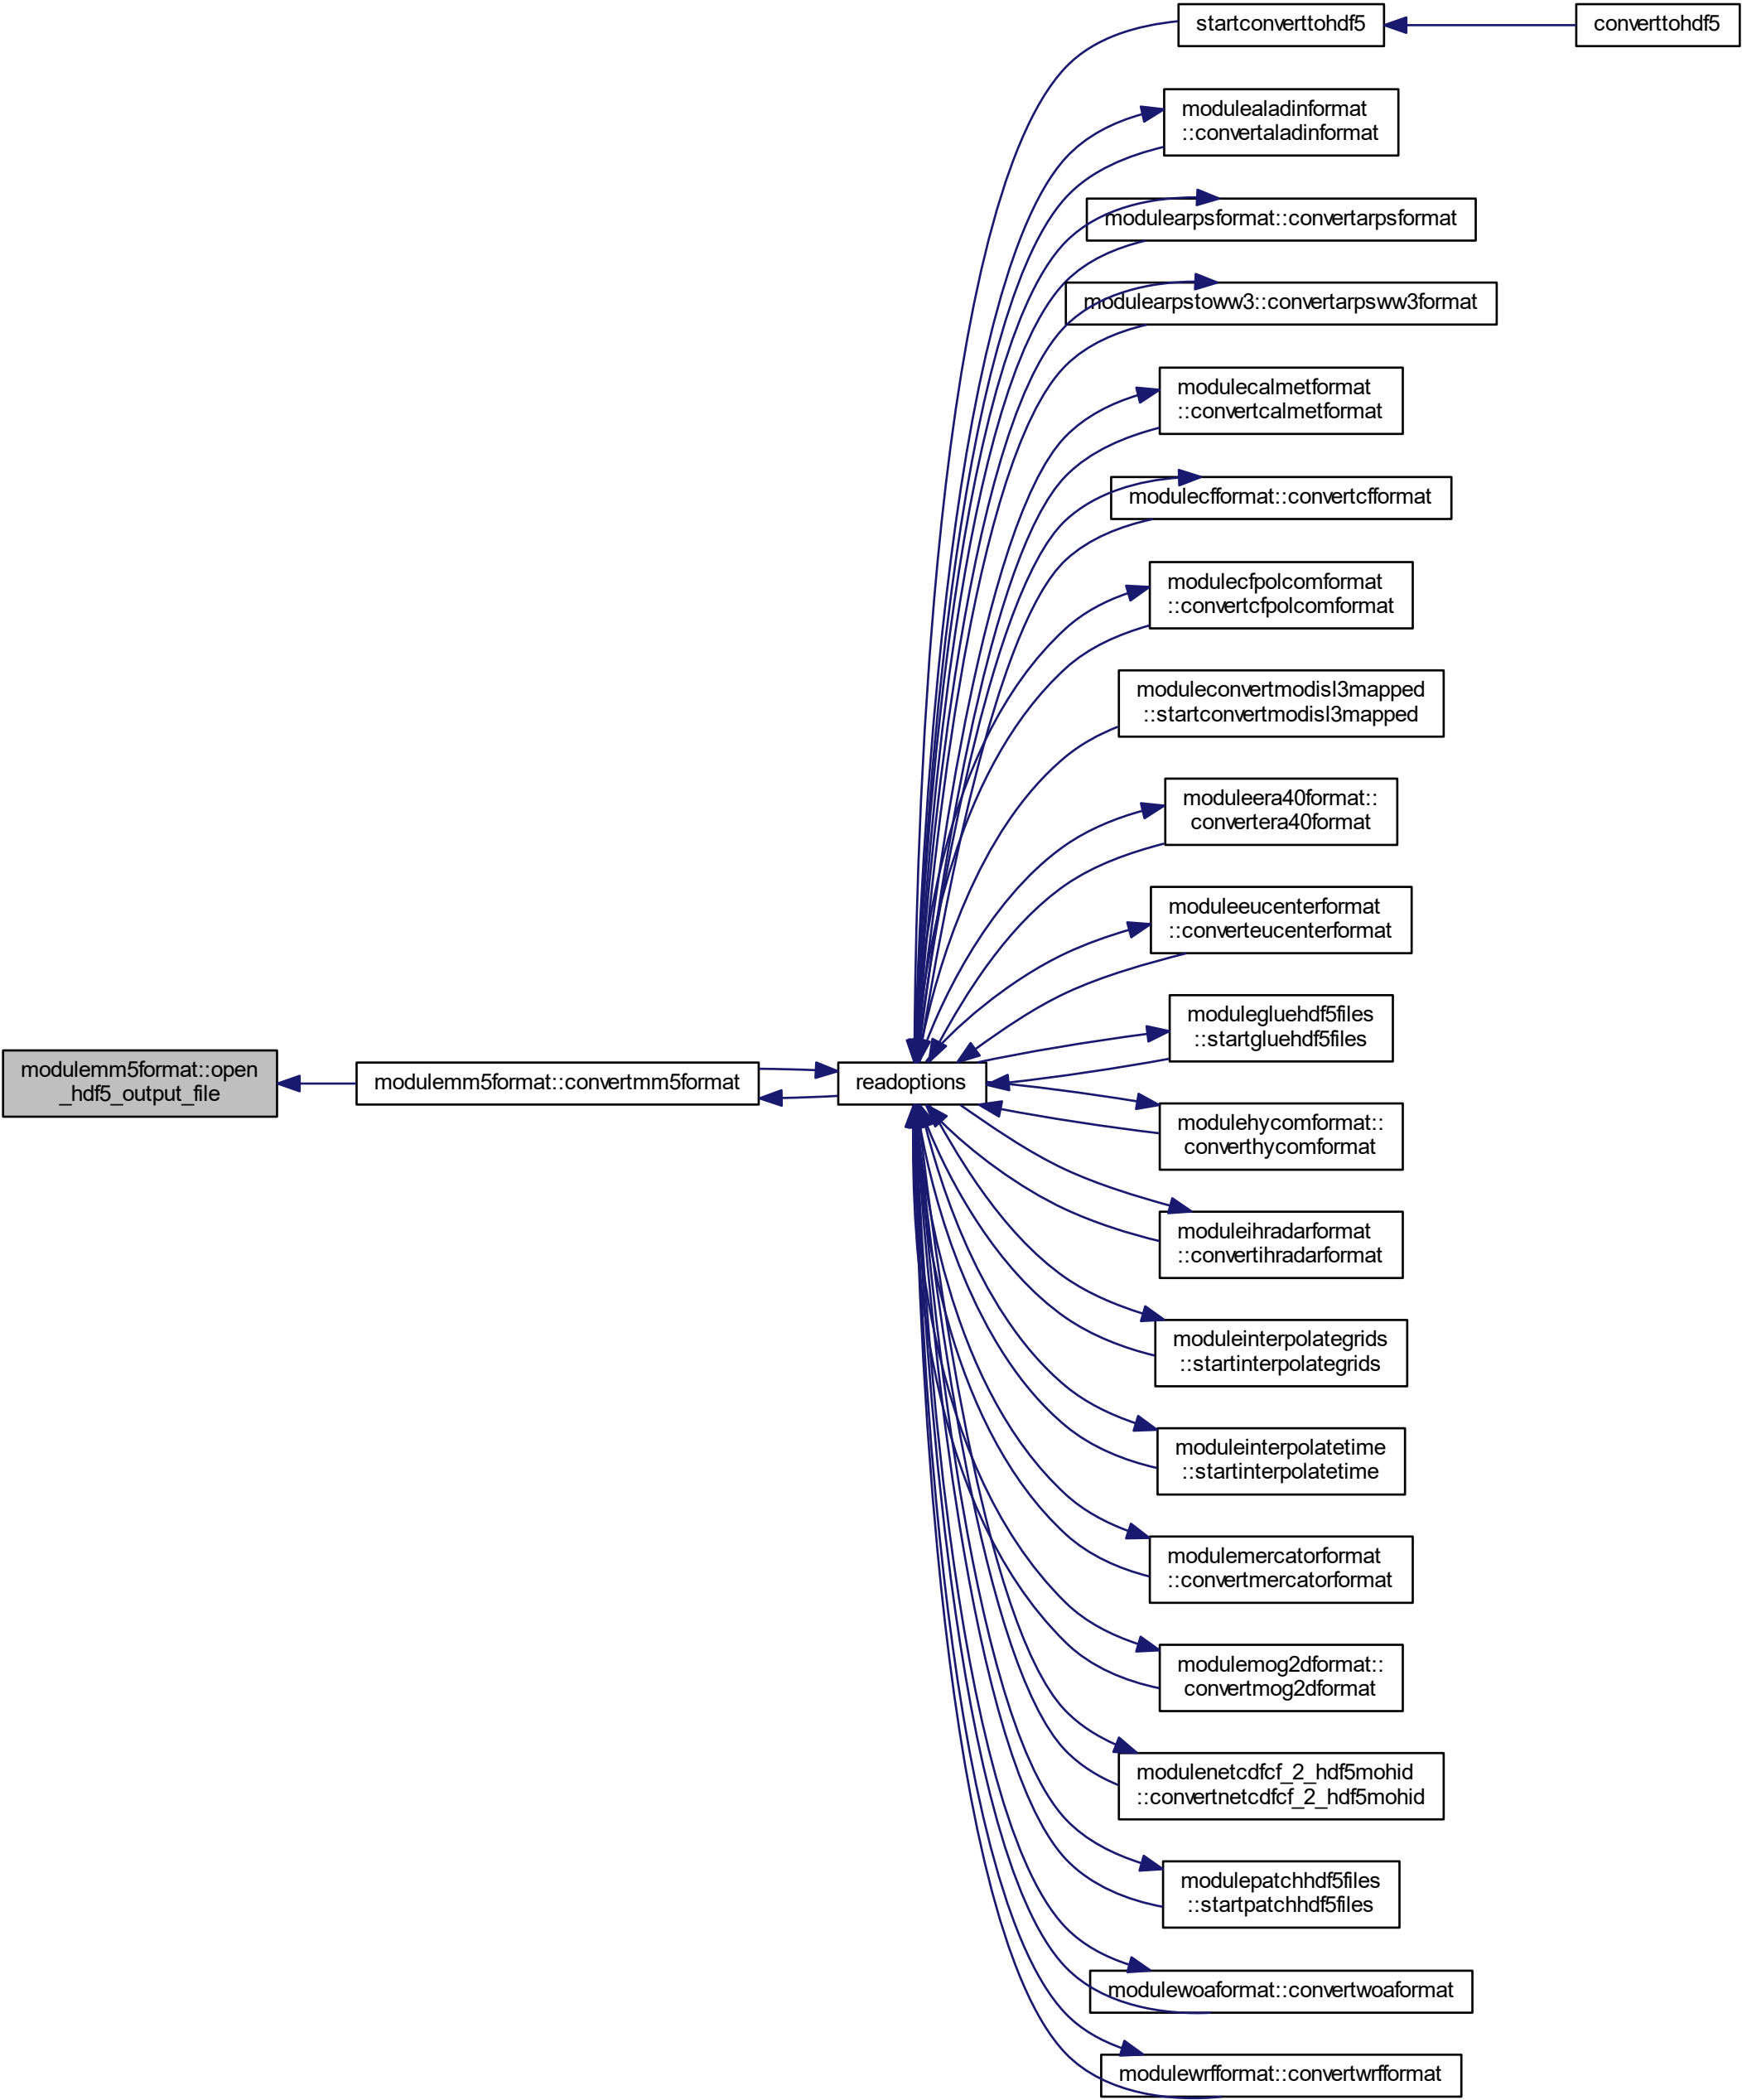 startconverttohdf5
converttohdf5
modulealadinformat
::convertaladinformat
modulearpsformat::convertarpsformat
modulearpstoww3::convertarpsww3format
modulecalmetformat
::convertcalmetformat
modulecfformat::convertcfformat
modulecfpolcomformat
::convertcfpolcomformat
moduleconvertmodisl3mapped
::startconvertmodisl3mapped
moduleera40format::
convertera40format
moduleeucenterformat
::converteucenterformat
modulegluehdf5files
::startgluehdf5files
modulemm5format::open
_hdf5_output_file
modulemm5format::convertmm5format
readoptions
modulehycomformat::
converthycomformat
moduleihradarformat
::convertihradarformat
moduleinterpolategrids
::startinterpolategrids
moduleinterpolatetime
::startinterpolatetime
modulemercatorformat
::convertmercatorformat
modulemog2dformat::
convertmog2dformat
modulenetcdfcf_2_hdf5mohid
::convertnetcdfcf_2_hdf5mohid
modulepatchhdf5files
::startpatchhdf5files
modulewoaformat::convertwoaformat
modulewrfformat::convertwrfformat